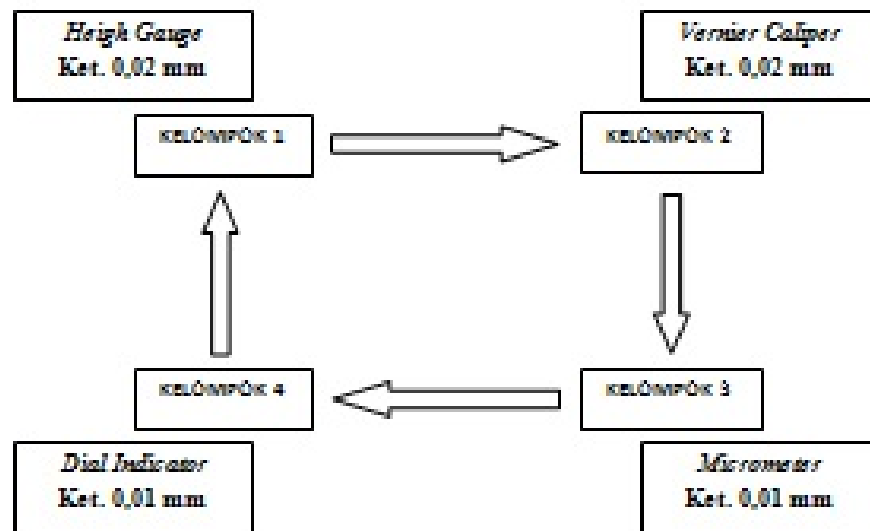 Heigh Gauge
Ket. 0,02 mm
Vernier Caliper
Ket. 0,02 mm
KELOMPOK 1
KELOMPOK 2
KELOMPOK 4
KELOMPOK 3
Dial Indicator
Ket. 0,01 mm
Micrometer
Ket. 0,01 mm